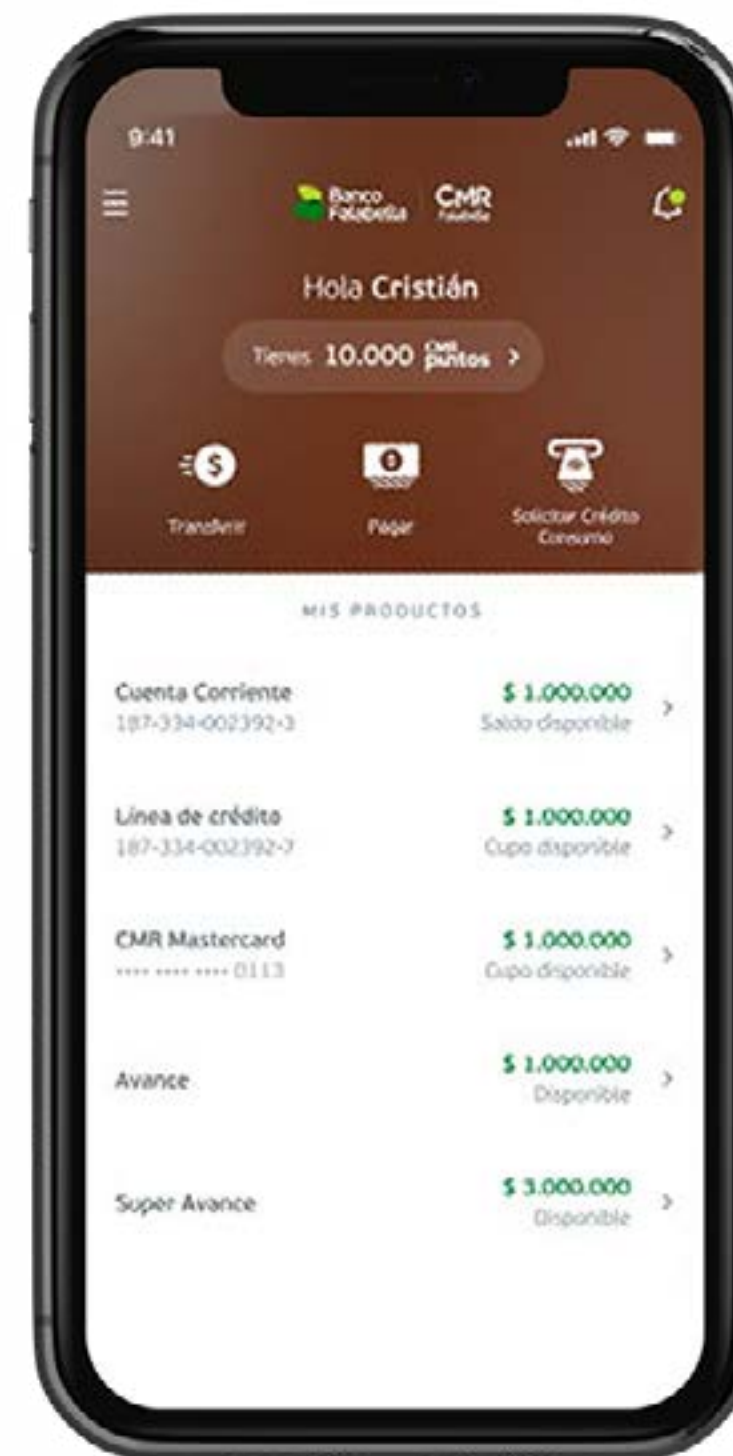 9:41
Banco Falabella
CMR Falabella
Hola Cristián
Tienes 10.000 CMR puntos >
Transferir
Pagar
Solicitar Crédito
Consumo
MIS PRODUCTOS
Cuenta Corriente
$ 1.000.000
187-334-002392-3
Saldo disponible
Línea de crédito
$ 1.000.000
187-334-002392-7
Cupo disponible
CMR Mastercard
$ 1.000.000
•••• •••• •••• 0113
Cupo disponible
Avance
$ 1.000.000
Disponible
Super Avance
$ 3.000.000
Disponible